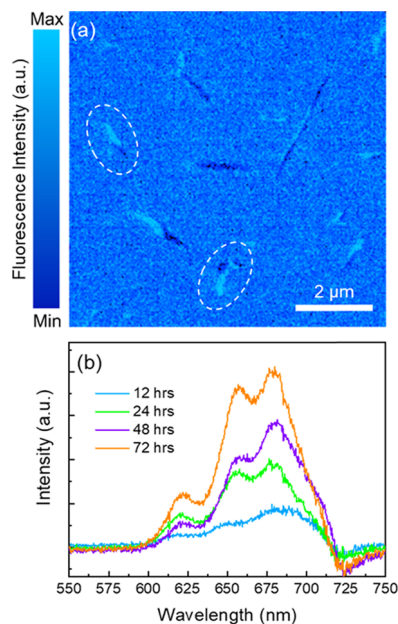 Max
(a)
Fluorescence Intensity (a.u.)
2 µm
Min
(b)
12 hrs
24 hrs
48 hrs
72 hrs
Intensity (a.u.)
550 575 600 625 650 675 700 725 750
Wavelength (nm)